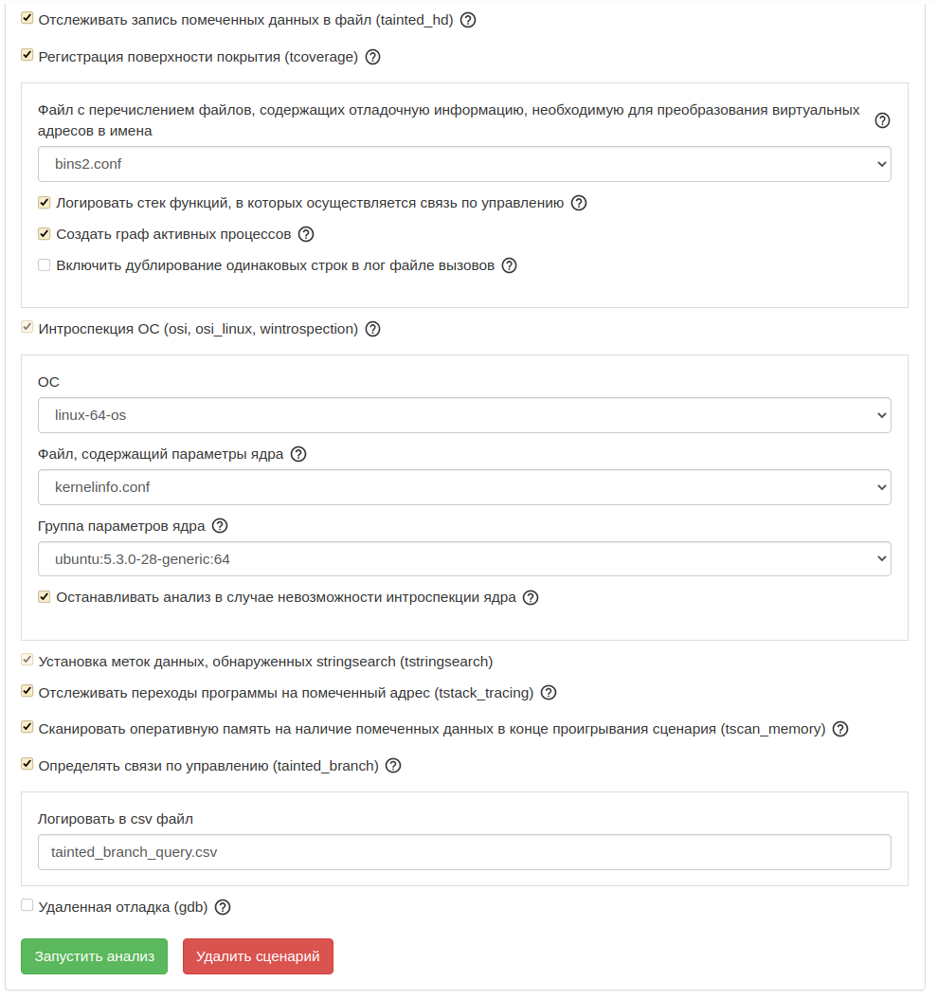 Отслеживать запись помеченных данных в файл (tainted_hd)
Регистрация поверхности покрытия (tcoverage)
Файл с перечислением файлов, содержащих отладочную информацию, необходимую для преобразования виртуальных
адресов в имена
bins2.conf
Логировать стек функций, в которых осуществляется связь по управлению
Создать граф активных процессов
Включить дублирование одинаковых строк в лог файле вызовов
Интроспекция ОС (osi, osi_linux, wintrospection)
ОС
linux-64-os
Файл, содержащий параметры ядра
kernelinfo.conf
Группа параметров ядра
ubuntu:5.3.0-28-generic:64
Останавливать анализ в случае невозможности интроспекции ядра
Установка меток данных, обнаруженных stringsearch (tstringsearch)
Отслеживать переходы программы на помеченный адрес (tstack_tracing)
Сканировать оперативную память на наличие помеченных данных в конце проигрывания сценария (tscan_memory)
Определять связи по управлению (tainted_branch)
Логировать в csv файл
tainted_branch_query.csv
Удаленная отладка (gdb)
Запустить анализ Удалить сценарий